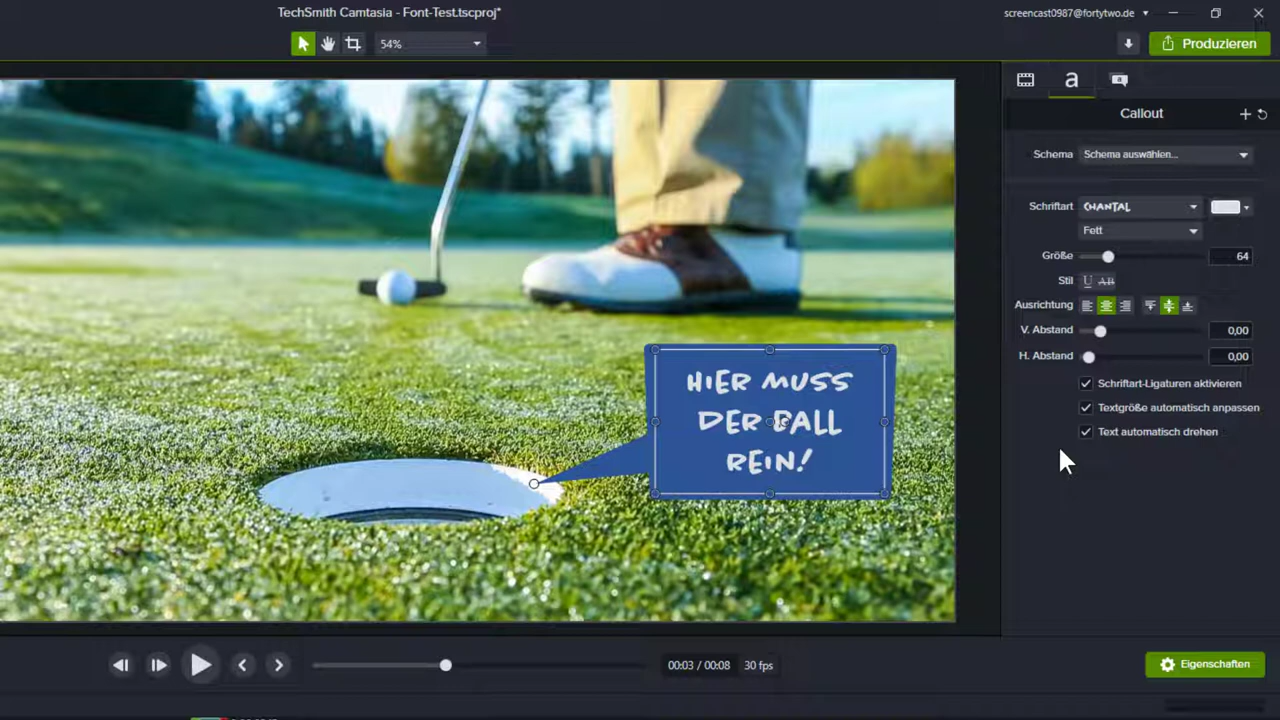 TechSmith Camtasia - Font-Test.tscproj*
screencast0987@fortytwo.de
54%
Produzieren
a
Callout
Schema
Schema auswählen...
Schriftart
CHANTAL
Fett
Größe
64
Stil
U AB
Ausrichtung
V. Abstand
0,00
H. Abstand
0,00
Schriftart-Ligaturen aktivieren
Textgröße automatisch anpassen
Text automatisch drehen
HIER MUSS
DER BALL
REIN!
00:03 / 00:08
30 fps
Eigenschaften